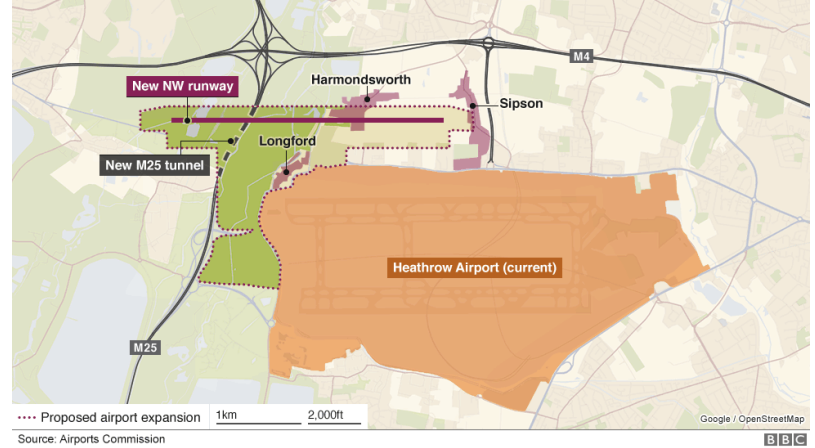 M4
New NW runway
Harmondsworth
Sipson
Longford
New M25 tunnel
Heathrow Airport (current)
M25
Proposed airport expansion
1km
2,000ft
Google / OpenStreetMap
Source: Airports Commission
BBC